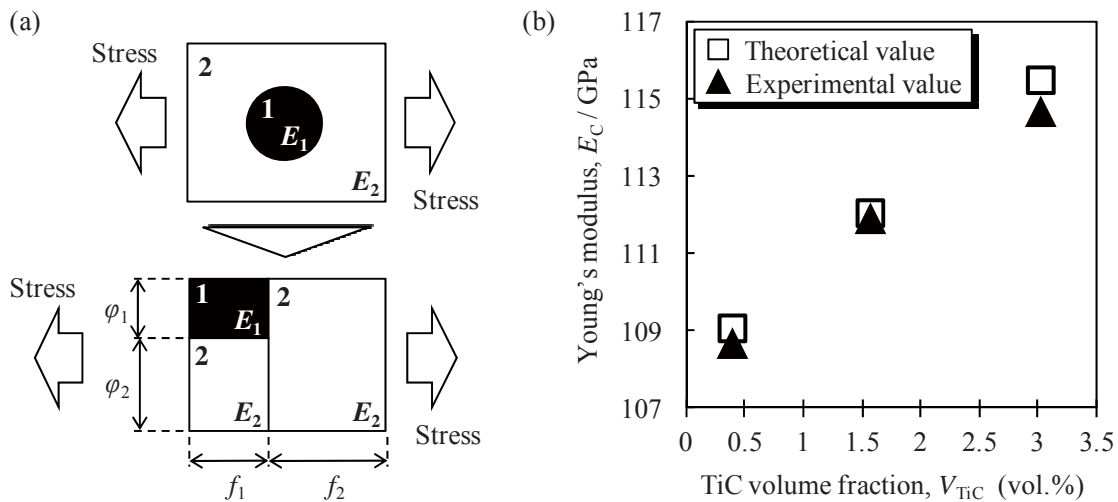 (a)
Stress
2
1
E₁
E₂
Stress
Stress
φ₁
1
E₁
2
φ₂
2
E₂
E₂
Stress
f₁
f₂
(b)
Young's modulus, E_C / GPa
117
115
113
111
109
107
Theoretical value
Experimental value
0 0.5 1 1.5 2 2.5 3 3.5
TiC volume fraction, V_TiC (vol.%)